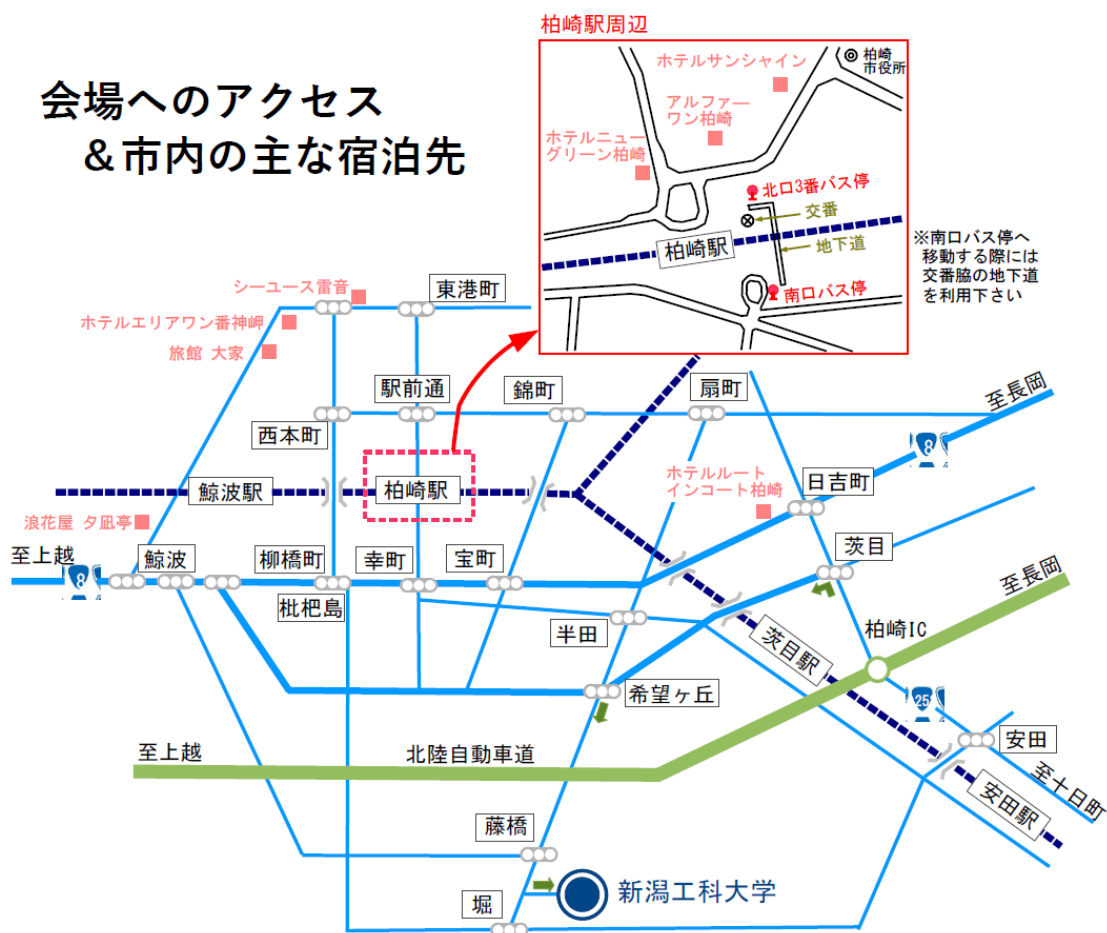 柏崎駅周辺
会場へのアクセス
＆市内の主な宿泊先
柏崎
市役所
ホテルサンシャイン
アルファー
ワン柏崎
ホテルニュー
グリーン柏崎
北口3番バス停
交番
柏崎駅
地下道
南口バス停
※南口バス停へ
移動する際には
交番脇の地下道
を利用下さい
シーユース雷音
東港町
ホテルエリアワン番神岬
旅館 大家
駅前通
錦町
扇町
至長岡
西本町
8
鯨波駅
柏崎駅
ホテルルート
インコート柏崎
日吉町
浪花屋 夕凪亭
至上越
8
鯨波
柳橋町
幸町
宝町
茨目
枇杷島
半田
至長岡
柏崎IC
茨目駅
希望ヶ丘
25
安田
至上越
北陸自動車道
至十日町
安田駅
藤橋
新潟工科大学
堀